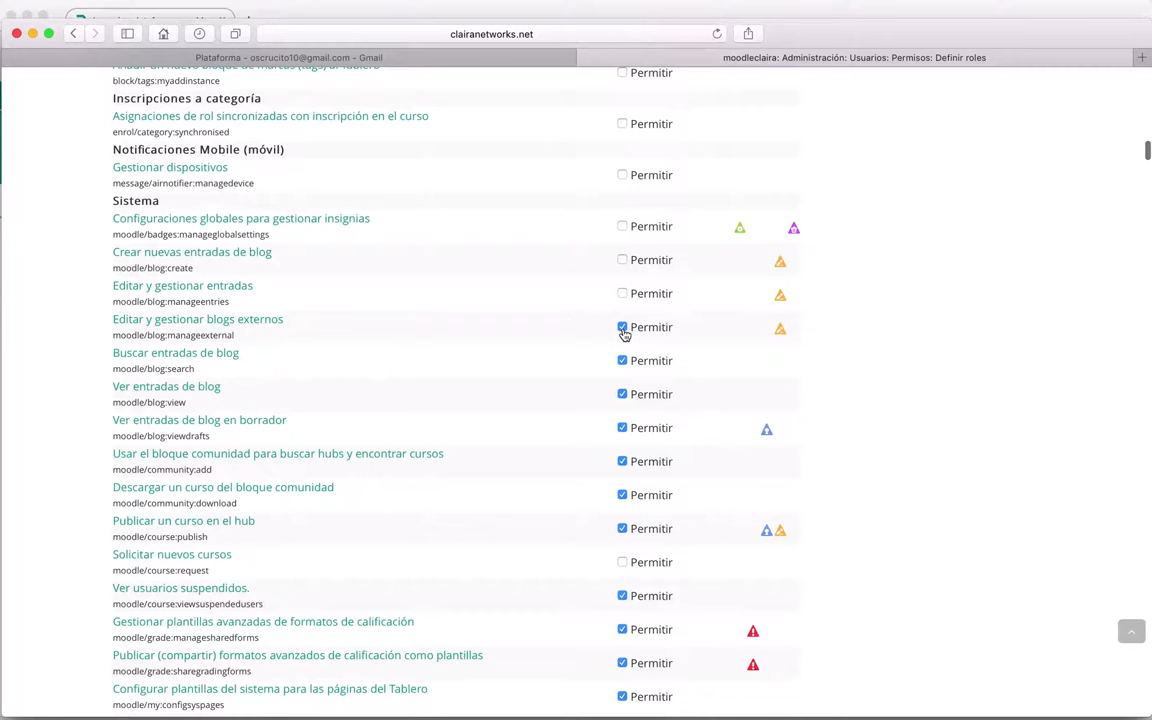 clairanetworks.net
Plataforma - oscrucito10@gmail.com - Gmail
moodleclaira: Administración: Usuarios: Permisos: Definir roles
Añadir un nuevo bloque de marcas (tags) al Tablero
Permitir
block/tags:myaddinstance
Inscripciones a categoría
Asignaciones de rol sincronizadas con inscripción en el curso
Permitir
enrol/category:synchronised
Notificaciones Mobile (móvil)
Gestionar dispositivos
Permitir
message/airnotifier:managedevice
Sistema
Configuraciones globales para gestionar insignias
Permitir
moodle/badges:manageglobalsettings
Crear nuevas entradas de blog
Permitir
moodle/blog:create
Editar y gestionar entradas
Permitir
moodle/blog:manageentries
Editar y gestionar blogs externos
Permitir
moodle/blog:manageexternal
Buscar entradas de blog
Permitir
moodle/blog:search
Ver entradas de blog
Permitir
moodle/blog:view
Ver entradas de blog en borrador
Permitir
moodle/blog:viewdrafts
Usar el bloque comunidad para buscar hubs y encontrar cursos
Permitir
moodle/community:add
Descargar un curso del bloque comunidad
Permitir
moodle/community:download
Publicar un curso en el hub
Permitir
moodle/course:publish
Solicitar nuevos cursos
Permitir
moodle/course:request
Ver usuarios suspendidos.
Permitir
moodle/course:viewsuspendedusers
Gestionar plantillas avanzadas de formatos de calificación
Permitir
moodle/grade:managesharedforms
Publicar (compartir) formatos avanzados de calificación como plantillas
Permitir
moodle/grade:sharegradingforms
Configurar plantillas del sistema para las páginas del Tablero
Permitir
moodle/my:configsyspages